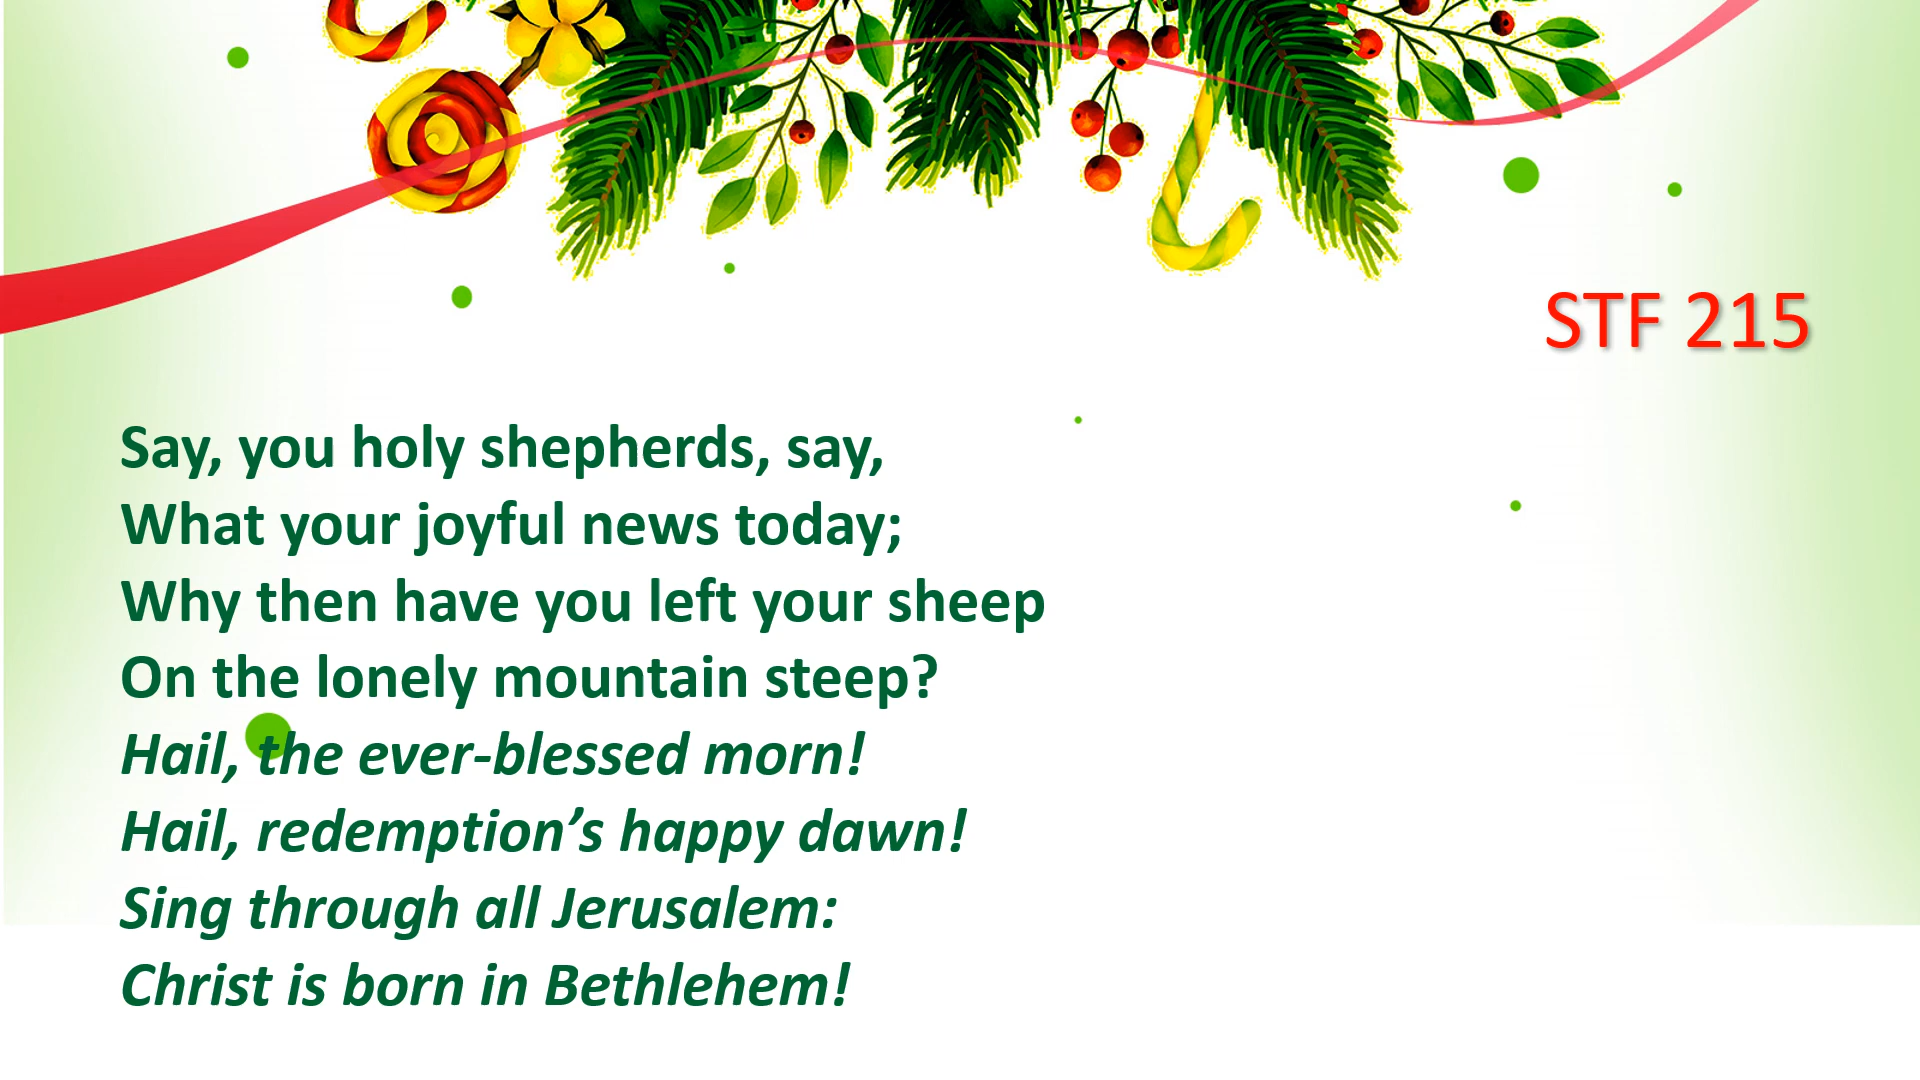 STF 215
Say, you holy shepherds, say,
What your joyful news today;
Why then have you left your sheep
On the lonely mountain steep?
Hail, the ever-blessed morn!
Hail, redemption’s happy dawn!
Sing through all Jerusalem:
Christ is born in Bethlehem!